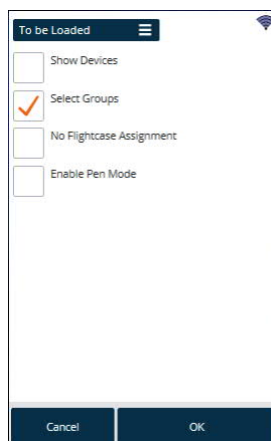 To be Loaded
Show Devices
Select Groups
No Flightcase Assignment
Enable Pen Mode
Cancel OK